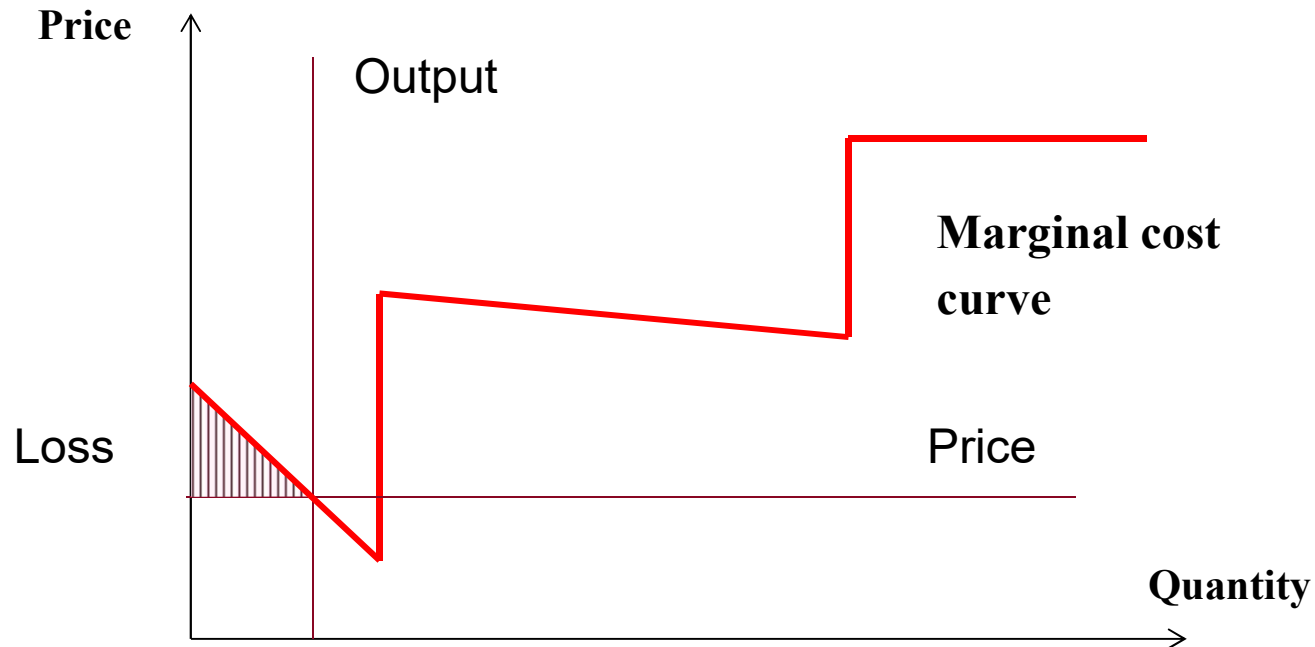 Price
Output
Marginal cost
curve
Loss
Price
Quantity